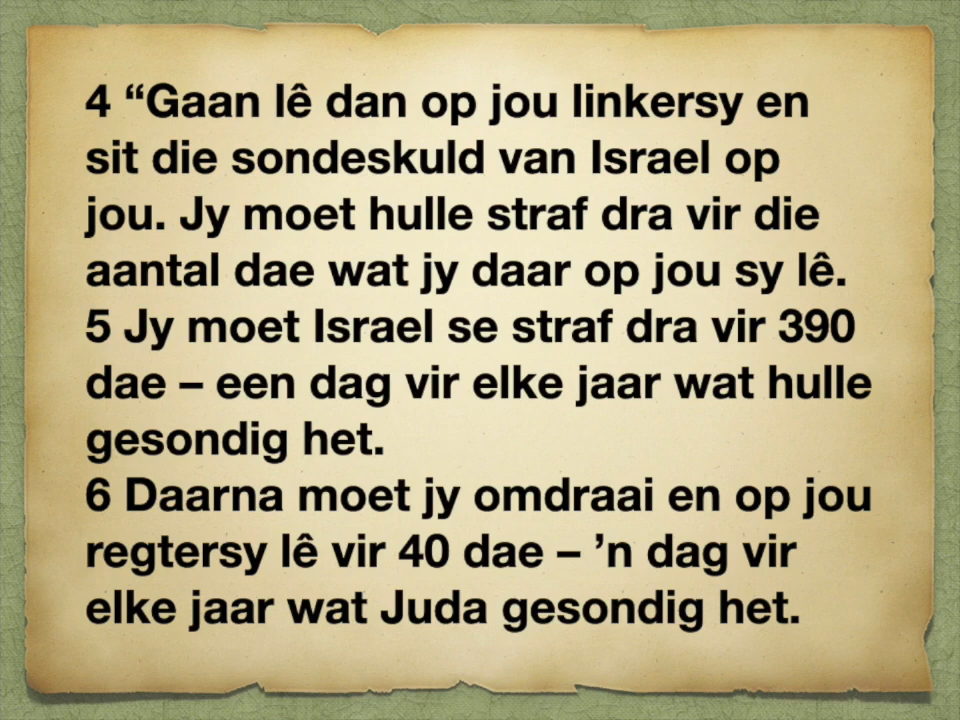 4 “Gaan lê dan op jou linkersy en
sit die sondeskuld van Israel op
jou. Jy moet hulle straf dra vir die
aantal dae wat jy daar op jou sy lê.
5 Jy moet Israel se straf dra vir 390
dae – een dag vir elke jaar wat hulle
gesondig het.
6 Daarna moet jy omdraai en op jou
regtersy lê vir 40 dae – ’n dag vir
elke jaar wat Juda gesondig het.